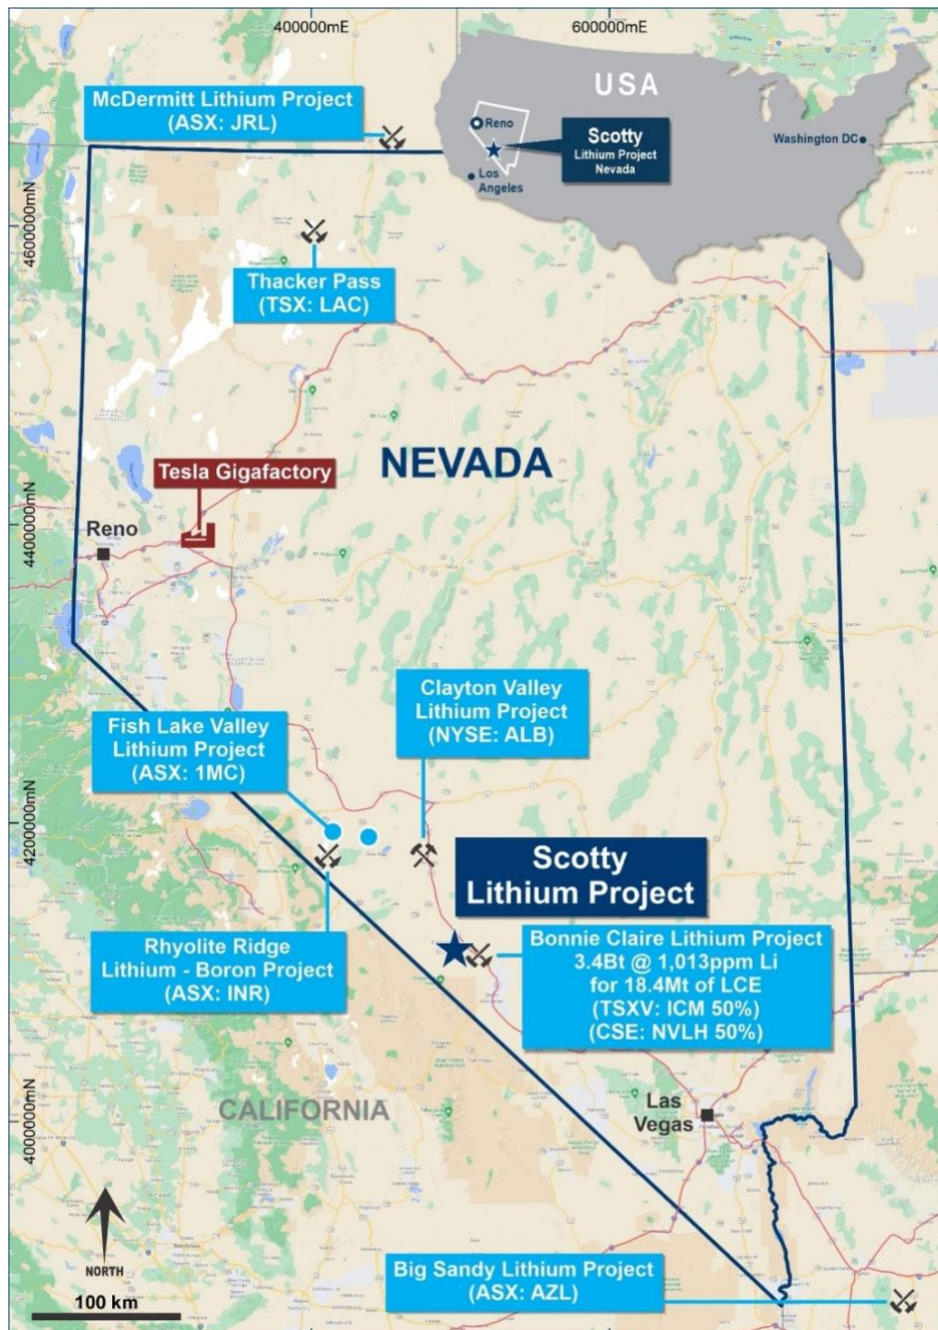 400000mE
600000mE
McDermitt Lithium Project
(ASX: JRL)
USA
Reno
Scotty
Lithium Project
Nevada
Washington DC
Los
Angeles
4600000mN
Thacker Pass
(TSX: LAC)
NEVADA
Tesla Gigafactory
4400000mN
Reno
Clayton Valley
Lithium Project
(NYSE: ALB)
Fish Lake Valley
Lithium Project
(ASX: 1MC)
4200000mN
Scotty
Lithium Project
Rhyolite Ridge
Lithium - Boron Project
(ASX: INR)
Bonnie Claire Lithium Project
3.4Bt @ 1,013ppm Li
for 18.4Mt of LCE
(TSXV: ICM 50%)
(CSE: NVLH 50%)
CALIFORNIA
Las
Vegas
4000000mN
NORTH
100 km
Big Sandy Lithium Project
(ASX: AZL)